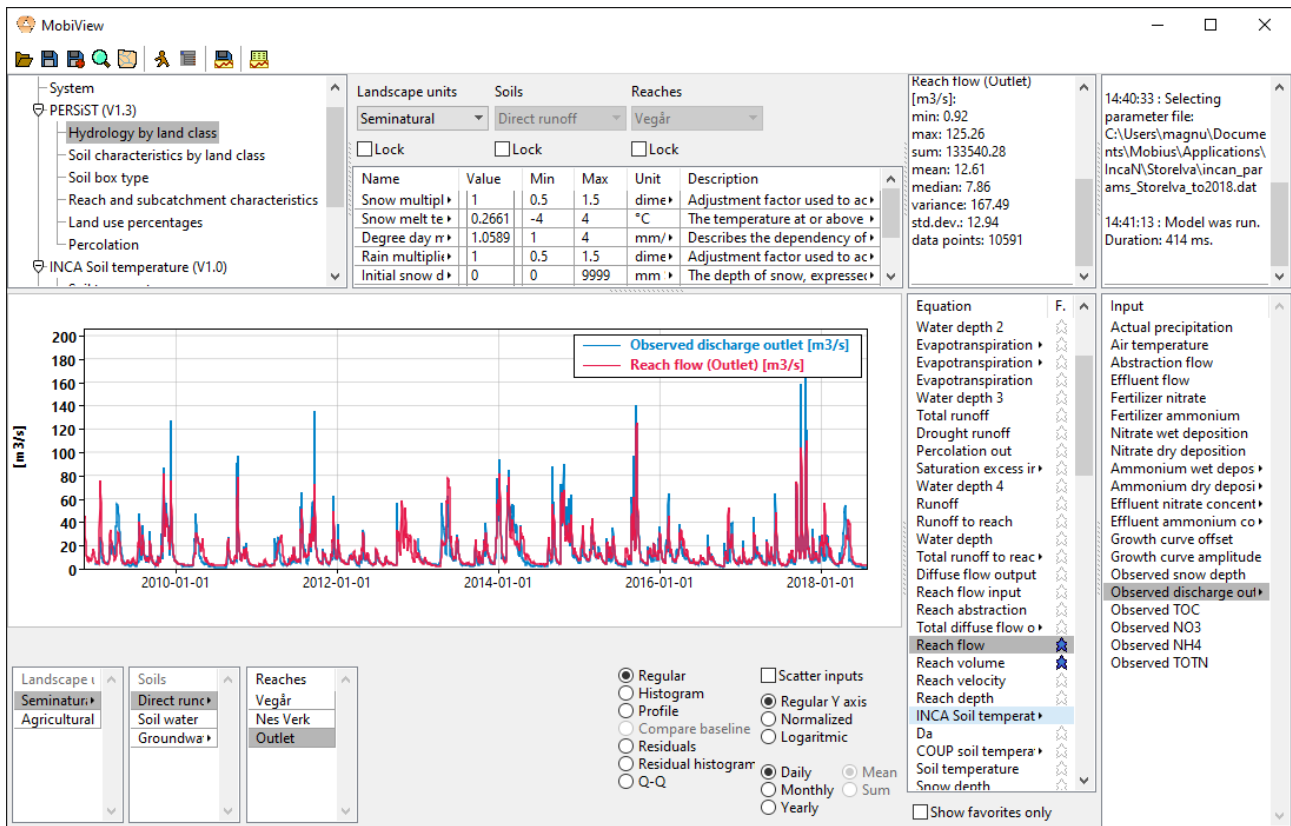 MobiView
System
PERSiST (V1.3)
Hydrology by land class
Soil characteristics by land class
Soil box type
Reach and subcatchment characteristics
Land use percentages
Percolation
INCA Soil temperature (V1.0)
Landscape units Soils Reaches
Seminatural Direct runoff Vegår
Lock Lock Lock
Name Value Min Max Unit Description
Snow multipl 1 0.5 1.5 dime Adjustment factor used to ac
Snow melt te 0.2661 -4 4 °C The temperature at or above
Degree day m 1.0589 1 4 mm/ Describes the dependency of
Rain multiplie 1 0.5 1.5 dime Adjustment factor used to ac
Initial snow d 0 0 9999 mm The depth of snow, expressed
Reach flow (Outlet)
[m3/s]:
min: 0.92
max: 125.26
sum: 133540.28
mean: 12.61
median: 7.86
variance: 167.49
std.dev.: 12.94
data points: 10591
14:40:33 : Selecting
parameter file:
C:\Users\magnu\Docume
nts\Mobius\Applications\
IncaN\Storelva\incan_par
ams_Storelva_to2018.dat
14:41:13 : Model was run.
Duration: 414 ms.
[m3/s]
200
180
160
140
120
100
80
60
40
20
0
Observed discharge outlet [m3/s]
Reach flow (Outlet) [m3/s]
2010-01-01 2012-01-01 2014-01-01 2016-01-01 2018-01-01
Equation F.
Water depth 2
Evapotranspiration
Evapotranspiration
Evapotranspiration
Water depth 3
Total runoff
Drought runoff
Percolation out
Saturation excess ir
Water depth 4
Runoff
Runoff to reach
Water depth
Total runoff to reac
Diffuse flow output
Reach flow input
Reach abstraction
Total diffuse flow o
Reach flow
Reach volume
Reach velocity
Reach depth
INCA Soil temperat
Da
COUP soil temperat
Soil temperature
Snow depth
Show favorites only
Input
Actual precipitation
Air temperature
Abstraction flow
Effluent flow
Fertilizer nitrate
Fertilizer ammonium
Nitrate wet deposition
Nitrate dry deposition
Ammonium wet depos
Ammonium dry deposi
Effluent nitrate concent
Effluent ammonium co
Growth curve offset
Growth curve amplitude
Observed snow depth
Observed discharge out
Observed TOC
Observed NO3
Observed NH4
Observed TOTN
Landscape u
Seminatura
Agricultural
Soils
Direct runo
Soil water
Groundwat
Reaches
Vegår
Nes Verk
Outlet
Regular
Histogram
Profile
Compare baseline
Residuals
Residual histogram
Q-Q
Scatter inputs
Regular Y axis
Normalized
Logaritmic
Daily Mean
Monthly Sum
Yearly